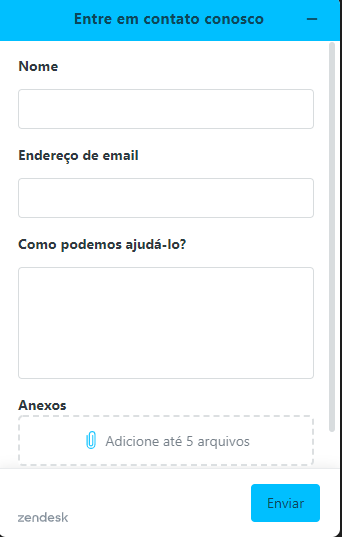 Entre em contato conosco
Nome
Endereço de email
Como podemos ajudá-lo?
Anexos
Adicione até 5 arquivos
Enviar
zendesk